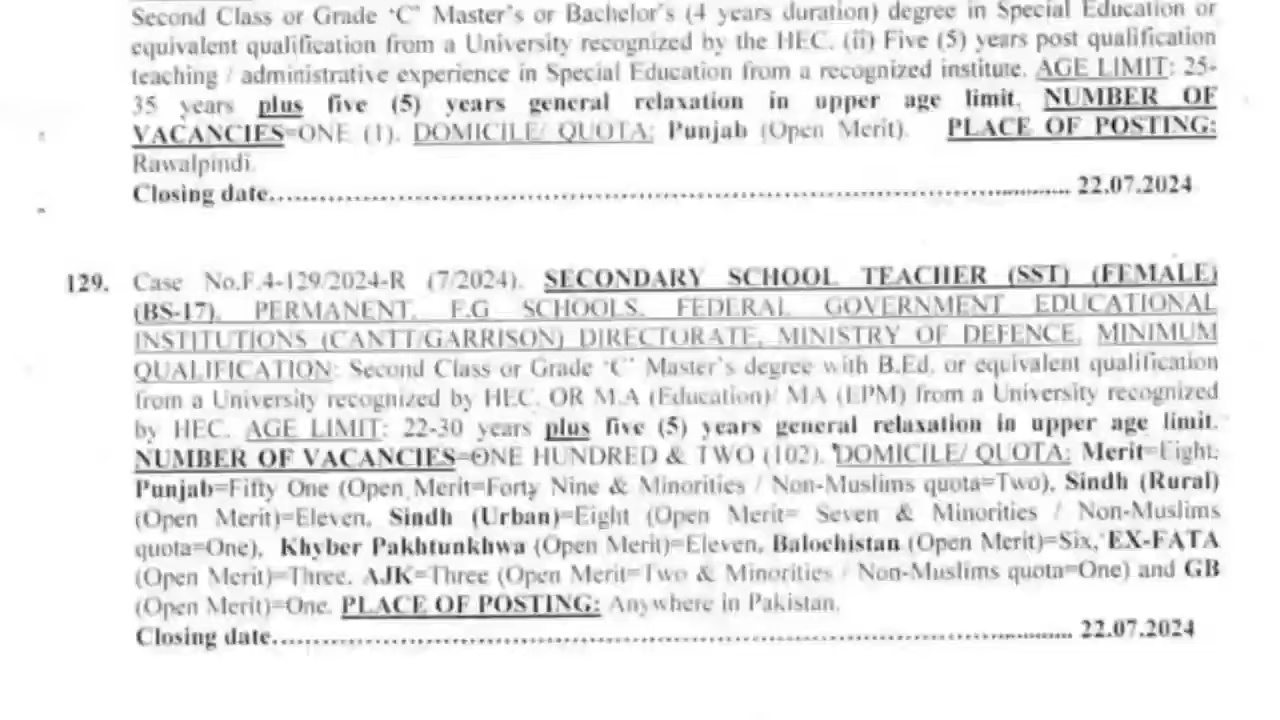 Second Class or Grade 'C' Master's or Bachelor's (4 years duration) degree in Special Education or
equivalent qualification from a University recognized by the HEC. (ii) Five (5) years post qualification
teaching / administrative experience in Special Education from a recognized institute. AGE LIMIT: 25-
35 years plus five (5) years general relaxation in upper age limit. NUMBER OF
VACANCIES=ONE (1). DOMICILE/ QUOTA: Punjab (Open Merit). PLACE OF POSTING:
Rawalpindi.
Closing date.......................................................................................................... 22.07.2024
129. Case No.F.4-129/2024-R (7/2024). SECONDARY SCHOOL TEACHER (SST) (FEMALE)
(BS-17), PERMANENT, F.G SCHOOLS, FEDERAL GOVERNMENT EDUCATIONAL
INSTITUTIONS (CANTT/GARRISON) DIRECTORATE, MINISTRY OF DEFENCE. MINIMUM
QUALIFICATION: Second Class or Grade 'C' Master's degree with B.Ed. or equivalent qualification
from a University recognized by HEC. OR M.A (Education)/ MA (EPM) from a University recognized
by HEC. AGE LIMIT: 22-30 years plus five (5) years general relaxation in upper age limit.
NUMBER OF VACANCIES=ONE HUNDRED & TWO (102). DOMICILE/ QUOTA: Merit=Eight,
Punjab=Fifty One (Open Merit=Forty Nine & Minorities / Non-Muslims quota=Two), Sindh (Rural)
(Open Merit)=Eleven, Sindh (Urban)=Eight (Open Merit= Seven & Minorities / Non-Muslims
quota=One), Khyber Pakhtunkhwa (Open Merit)=Eleven, Balochistan (Open Merit)=Six, EX-FATA
(Open Merit)=Three, AJK=Three (Open Merit=Two & Minorities / Non-Muslims quota=One) and GB
(Open Merit)=One. PLACE OF POSTING: Anywhere in Pakistan.
Closing date.......................................................................................................... 22.07.2024